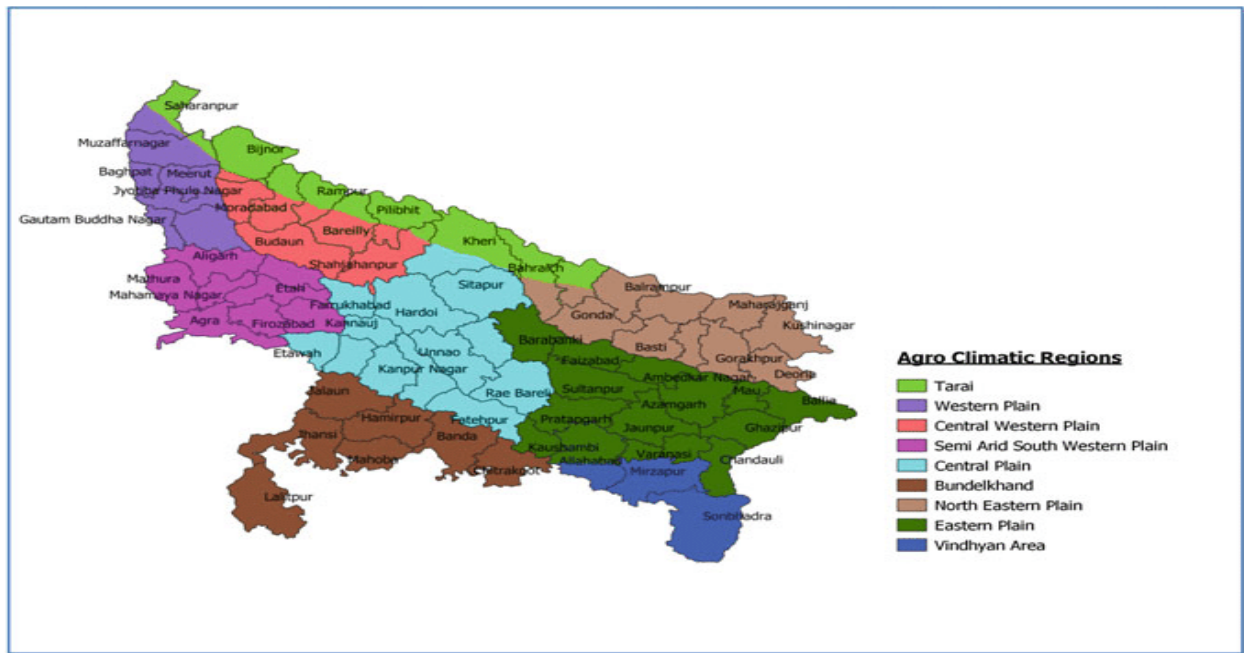 Saharanpur
Muzaffarnagar
Bijnor
Baghpat
Meerut
Jyotiba Phule Nagar
Rampur
Moradabad
Pilibhit
Gautam Buddha Nagar
Bareilly
Budaun
Kheri
Aligarh
Shahjahanpur
Bahraich
Mathura
Etah
Sitapur
Balrampur
Mahamaya Nagar
Farrukhabad
Maharajganj
Hardoi
Gonda
Agra
Firozabad
Kannauj
Kushinagar
Barabanki
Basti
Etawah
Unnao
Faizabad
Gorakhpur
Kanpur Nagar
Deoria
Ambedkar Nagar
Agro Climatic Regions
Jalaun
Rae Bareli
Sultanpur
Mau
Tarai
Ballia
Azamgarh
Western Plain
Hamirpur
Fatehpur
Pratapgarh
Jaunpur
Ghazipur
Central Western Plain
Jhansi
Banda
Semi Arid South Western Plain
Kaushambi
Varanasi
Mahoba
Allahabad
Chandauli
Central Plain
Chitrakoot
Mirzapur
Bundelkhand
Lalitpur
North Eastern Plain
Sonbhadra
Eastern Plain
Vindhyan Area